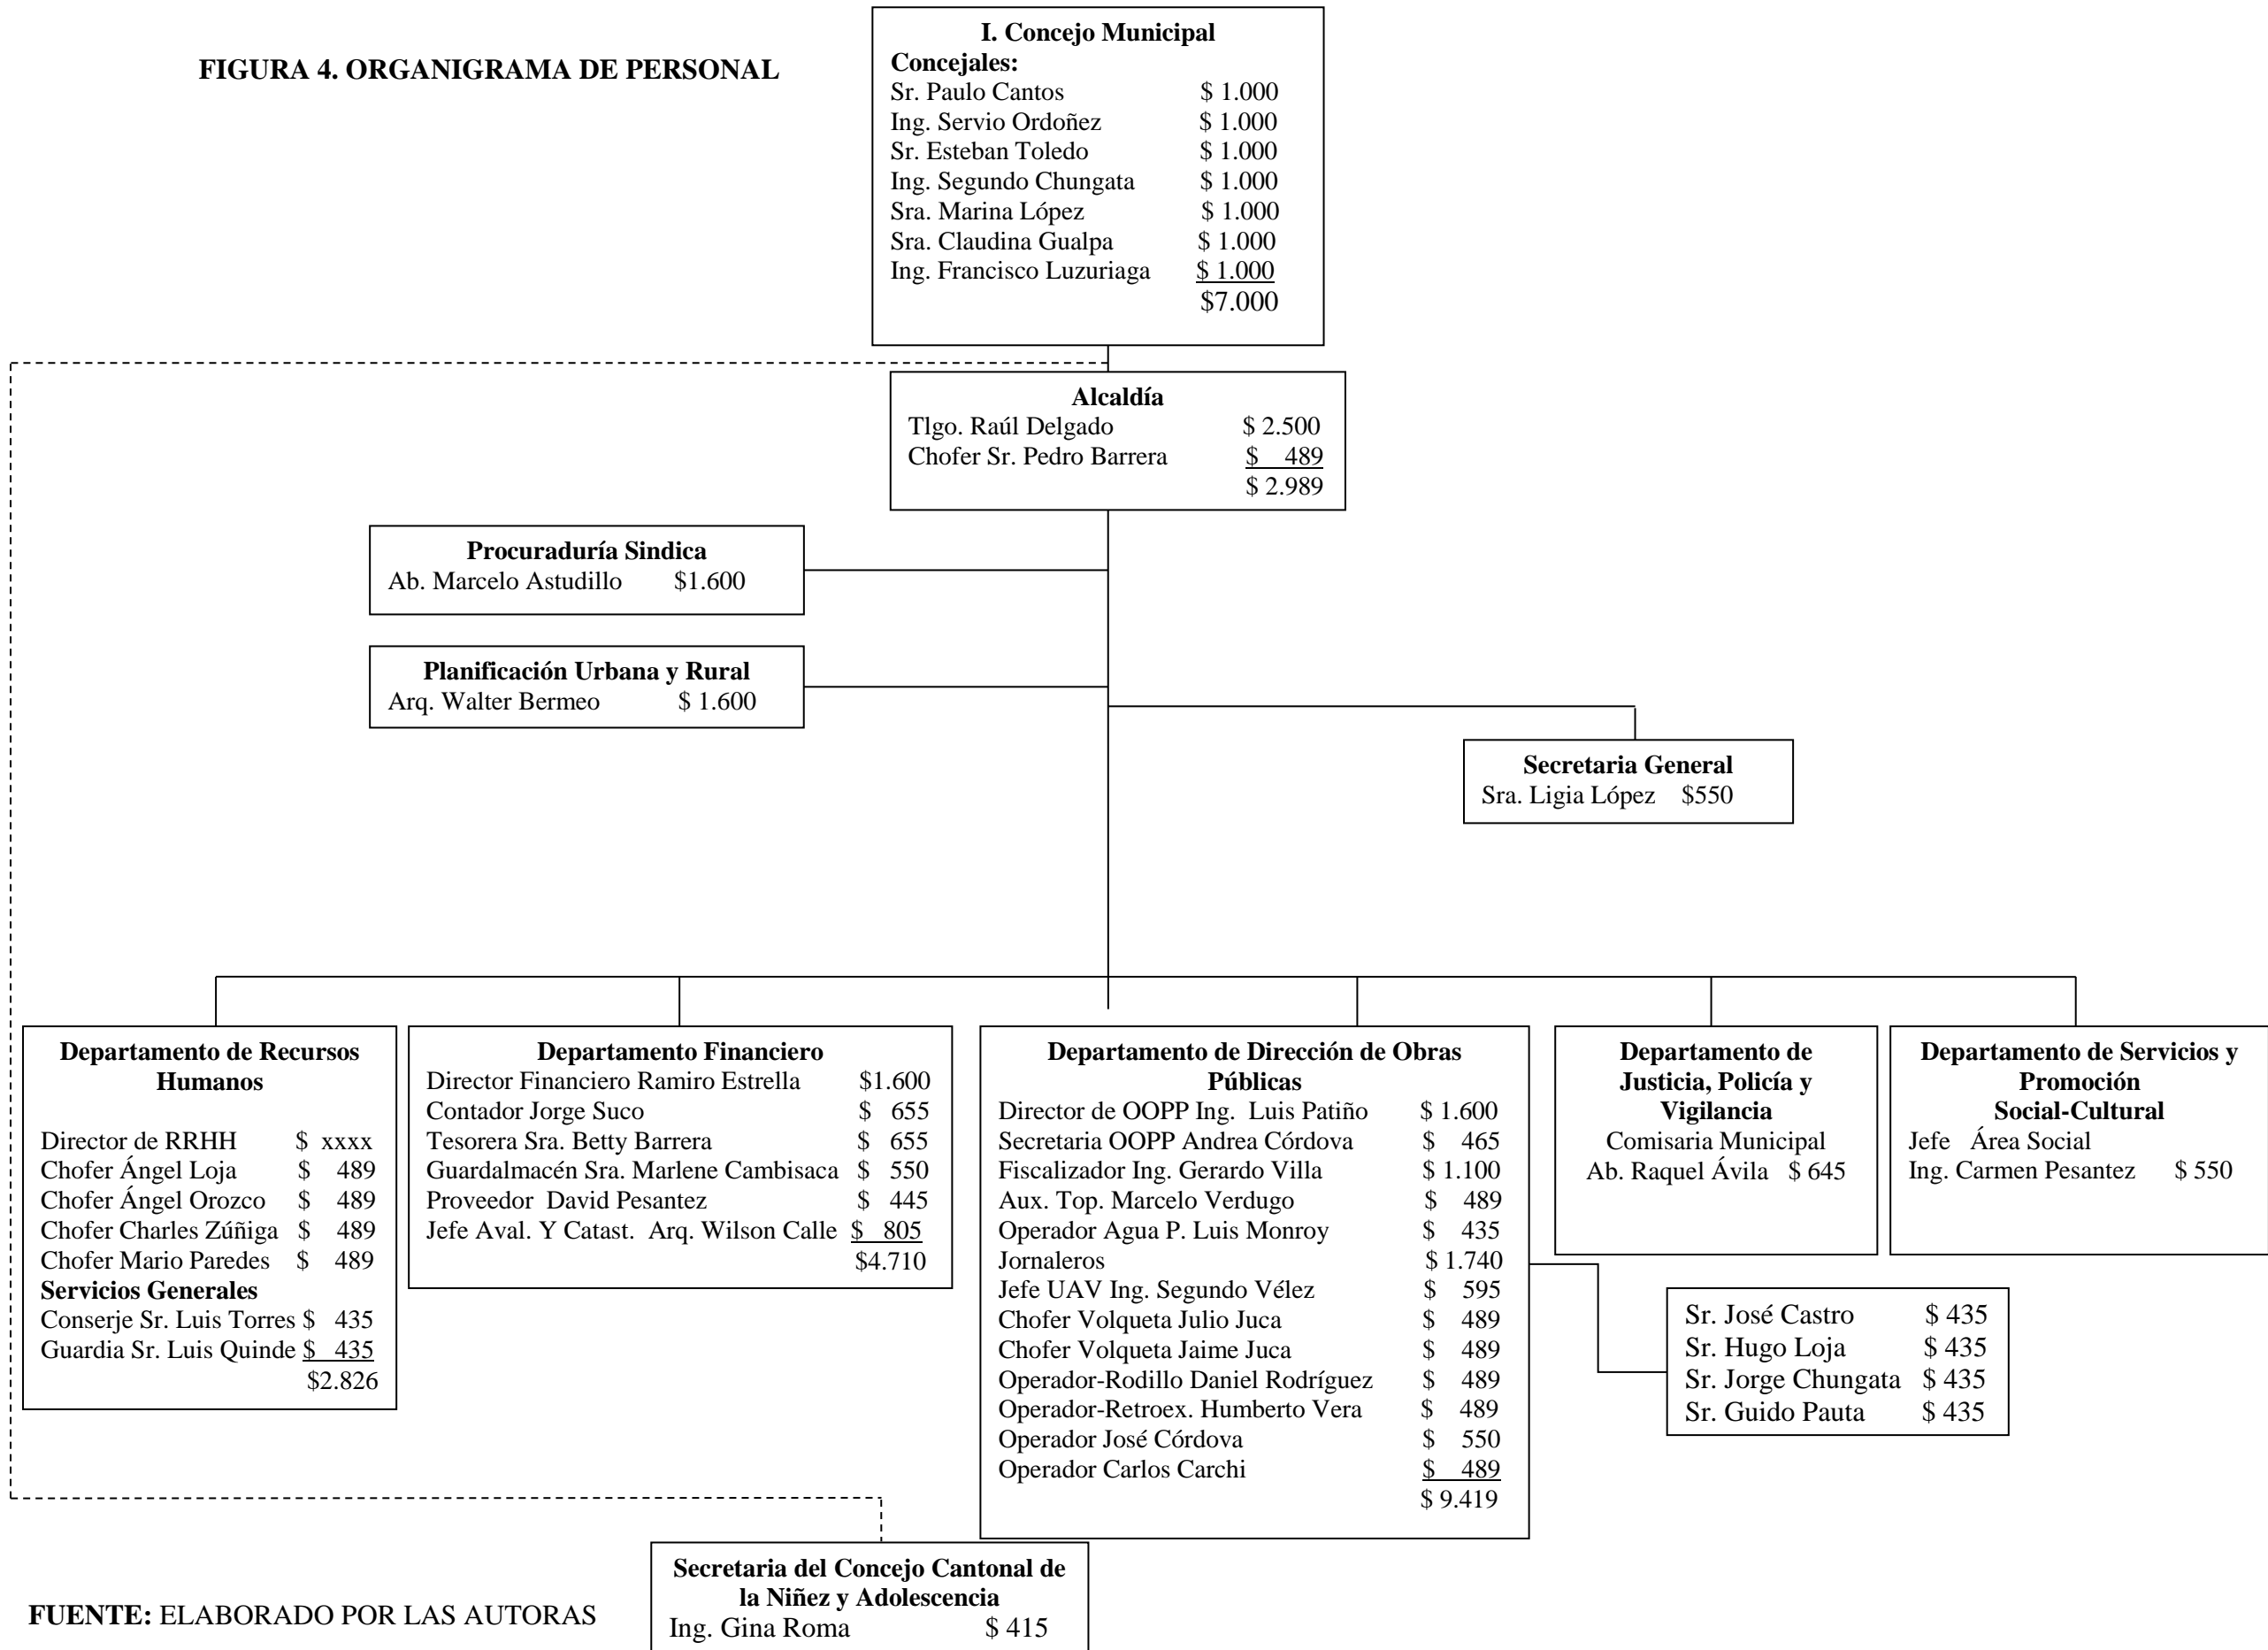 FIGURA 4. ORGANIGRAMA DE PERSONAL
I. Concejo Municipal
Concejales:
Sr. Paulo Cantos $ 1.000
Ing. Servio Ordoñez $ 1.000
Sr. Esteban Toledo $ 1.000
Ing. Segundo Chungata $ 1.000
Sra. Marina López $ 1.000
Sra. Claudina Gualpa $ 1.000
Ing. Francisco Luzuriaga $ 1.000
$7.000
Alcaldía
Tlgo. Raúl Delgado $ 2.500
Chofer Sr. Pedro Barrera $ 489
$ 2.989
Procuraduría Sindica
Ab. Marcelo Astudillo $1.600
Planificación Urbana y Rural
Arq. Walter Bermeo $ 1.600
Secretaria General
Sra. Ligia López $550
Departamento de Recursos
Humanos
Director de RRHH $ xxxx
Chofer Ángel Loja $ 489
Chofer Ángel Orozco $ 489
Chofer Charles Zúñiga $ 489
Chofer Mario Paredes $ 489
Servicios Generales
Conserje Sr. Luis Torres $ 435
Guardia Sr. Luis Quinde $ 435
$2.826
Departamento Financiero
Director Financiero Ramiro Estrella $1.600
Contador Jorge Suco $ 655
Tesorera Sra. Betty Barrera $ 655
Guardalmacén Sra. Marlene Cambisaca $ 550
Proveedor David Pesantez $ 445
Jefe Aval. Y Catast. Arq. Wilson Calle $ 805
$4.710
Departamento de Dirección de Obras
Públicas
Director de OOPP Ing. Luis Patiño $ 1.600
Secretaria OOPP Andrea Córdova $ 465
Fiscalizador Ing. Gerardo Villa $ 1.100
Aux. Top. Marcelo Verdugo $ 489
Operador Agua P. Luis Monroy $ 435
Jornaleros $ 1.740
Jefe UAV Ing. Segundo Vélez $ 595
Chofer Volqueta Julio Juca $ 489
Chofer Volqueta Jaime Juca $ 489
Operador-Rodillo Daniel Rodríguez $ 489
Operador-Retroex. Humberto Vera $ 489
Operador José Córdova $ 550
Operador Carlos Carchi $ 489
$ 9.419
Departamento de
Justicia, Policía y
Vigilancia
Comisaria Municipal
Ab. Raquel Ávila $ 645
Departamento de Servicios y
Promoción
Social-Cultural
Jefe Área Social
Ing. Carmen Pesantez $ 550
Sr. José Castro $ 435
Sr. Hugo Loja $ 435
Sr. Jorge Chungata $ 435
Sr. Guido Pauta $ 435
Secretaria del Concejo Cantonal de
la Niñez y Adolescencia
Ing. Gina Roma $ 415
FUENTE: ELABORADO POR LAS AUTORAS